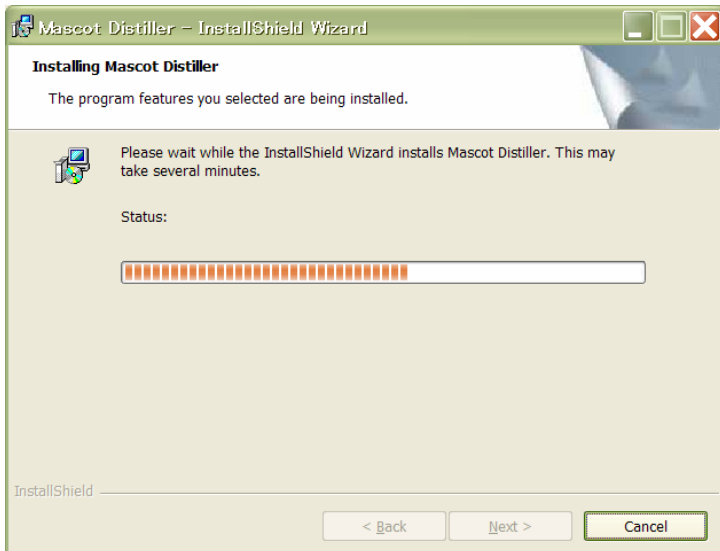 Mascot Distiller - InstallShield Wizard
Installing Mascot Distiller
The program features you selected are being installed.
Please wait while the InstallShield Wizard installs Mascot Distiller. This may
take several minutes.
Status:
InstallShield
< Back Next > Cancel